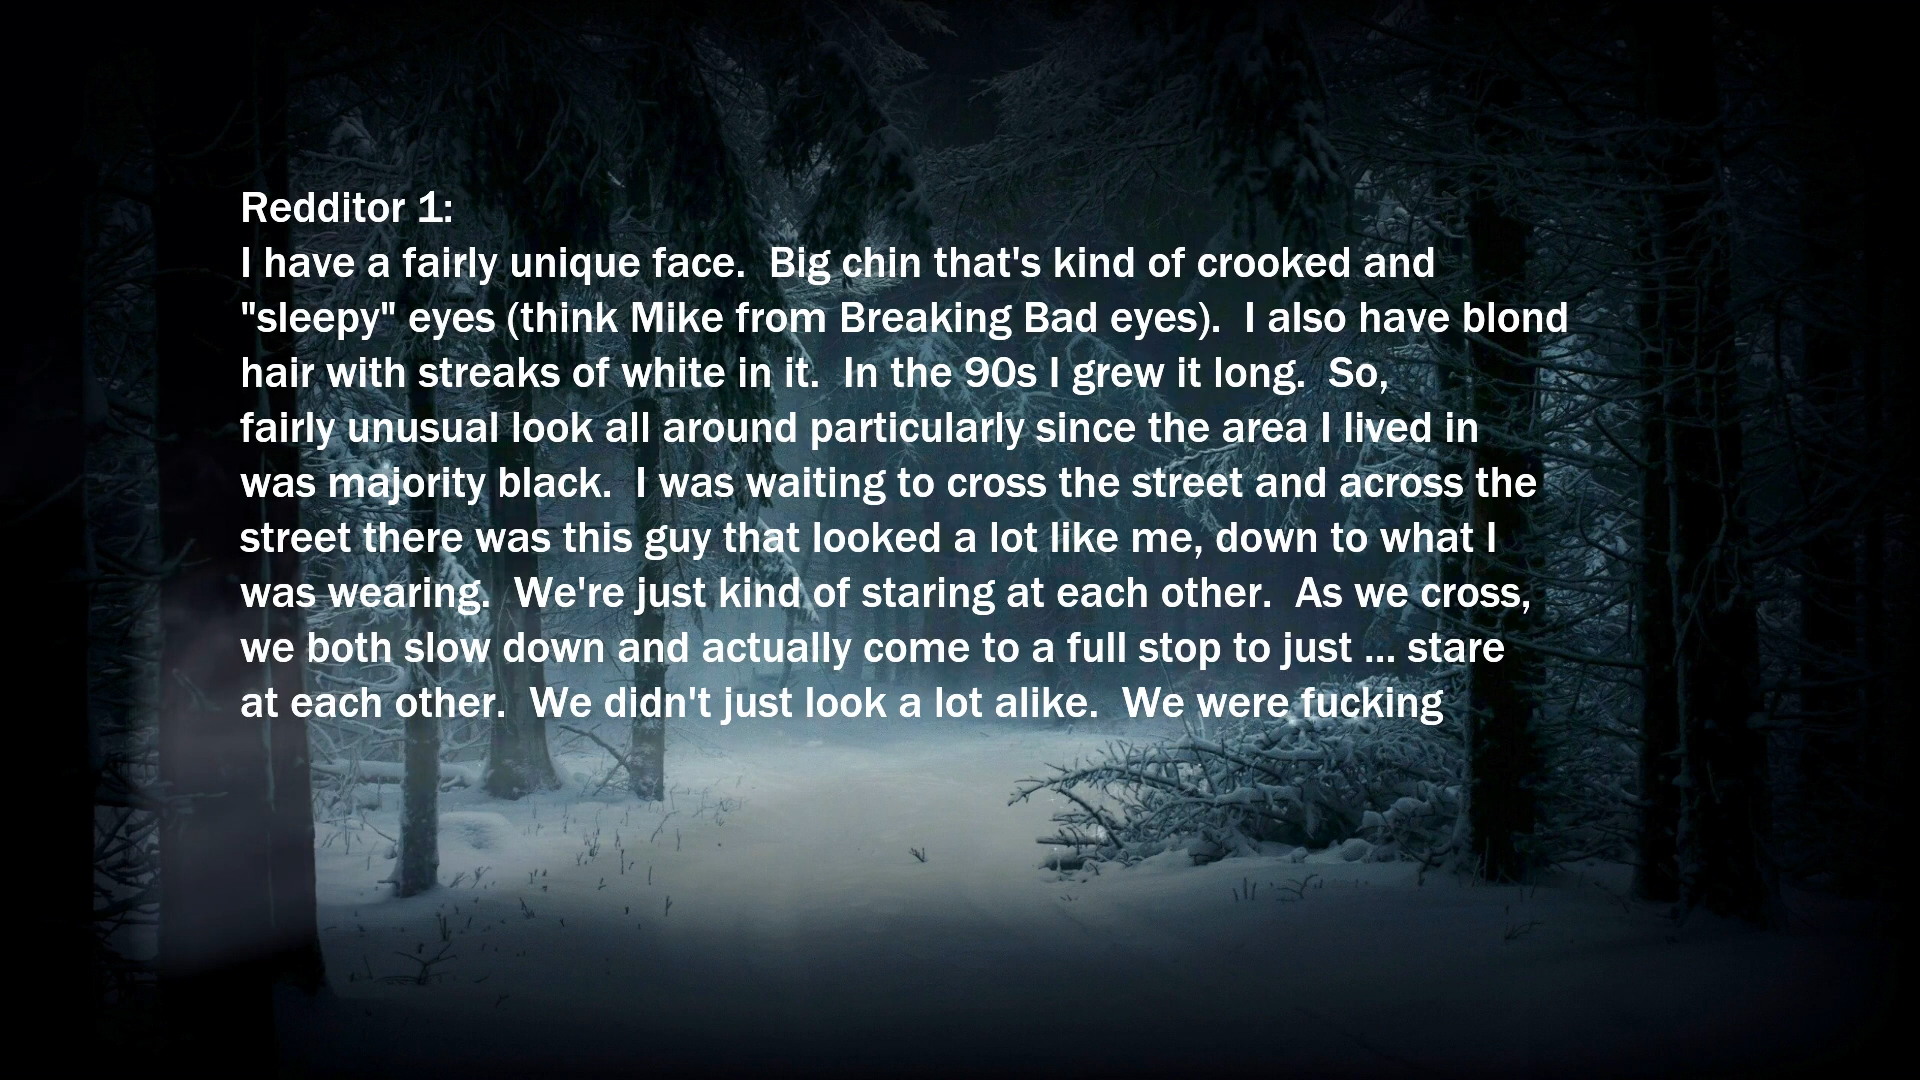 Redditor 1:
I have a fairly unique face.  Big chin that's kind of crooked and
"sleepy" eyes (think Mike from Breaking Bad eyes).  I also have blond
hair with streaks of white in it.  In the 90s I grew it long.  So,
fairly unusual look all around particularly since the area I lived in
was majority black.  I was waiting to cross the street and across the
street there was this guy that looked a lot like me, down to what I
was wearing.  We're just kind of staring at each other.  As we cross,
we both slow down and actually come to a full stop to just ... stare
at each other.  We didn't just look a lot alike.  We were fucking